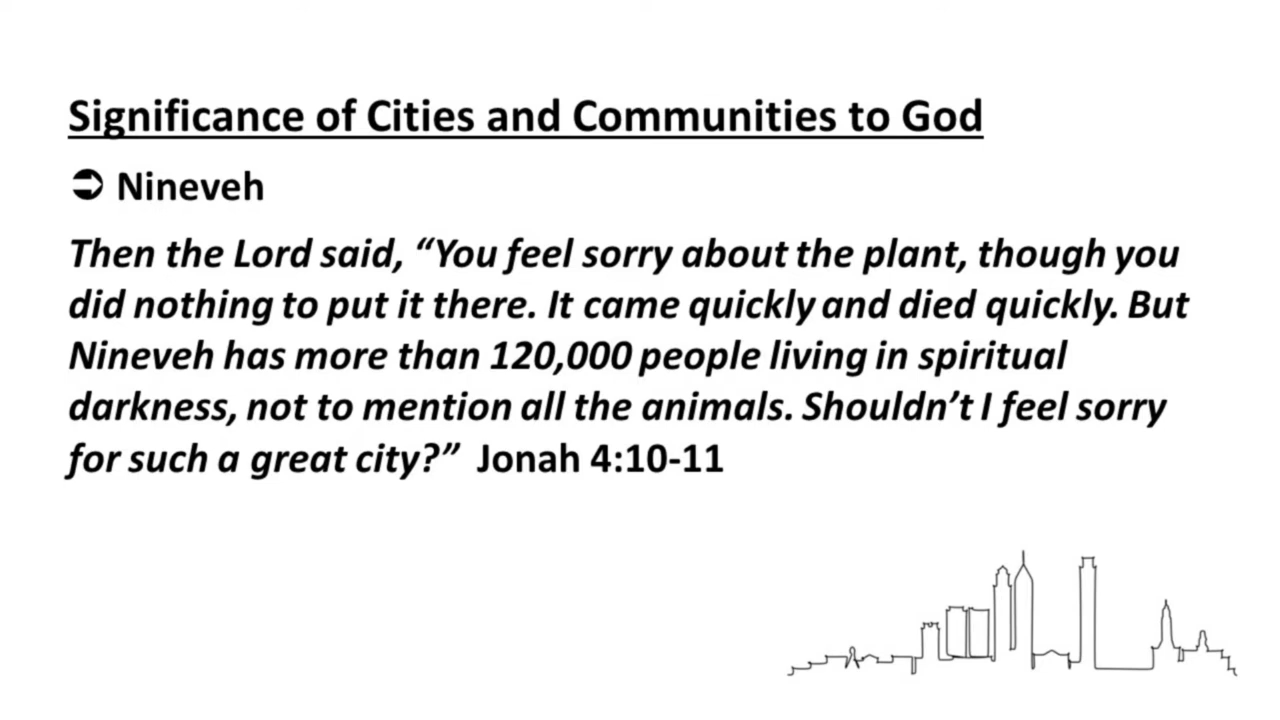 Significance of Cities and Communities to God
➲ Nineveh
Then the Lord said, “You feel sorry about the plant, though you
did nothing to put it there. It came quickly and died quickly. But
Nineveh has more than 120,000 people living in spiritual
darkness, not to mention all the animals. Shouldn’t I feel sorry
for such a great city?” Jonah 4:10-11